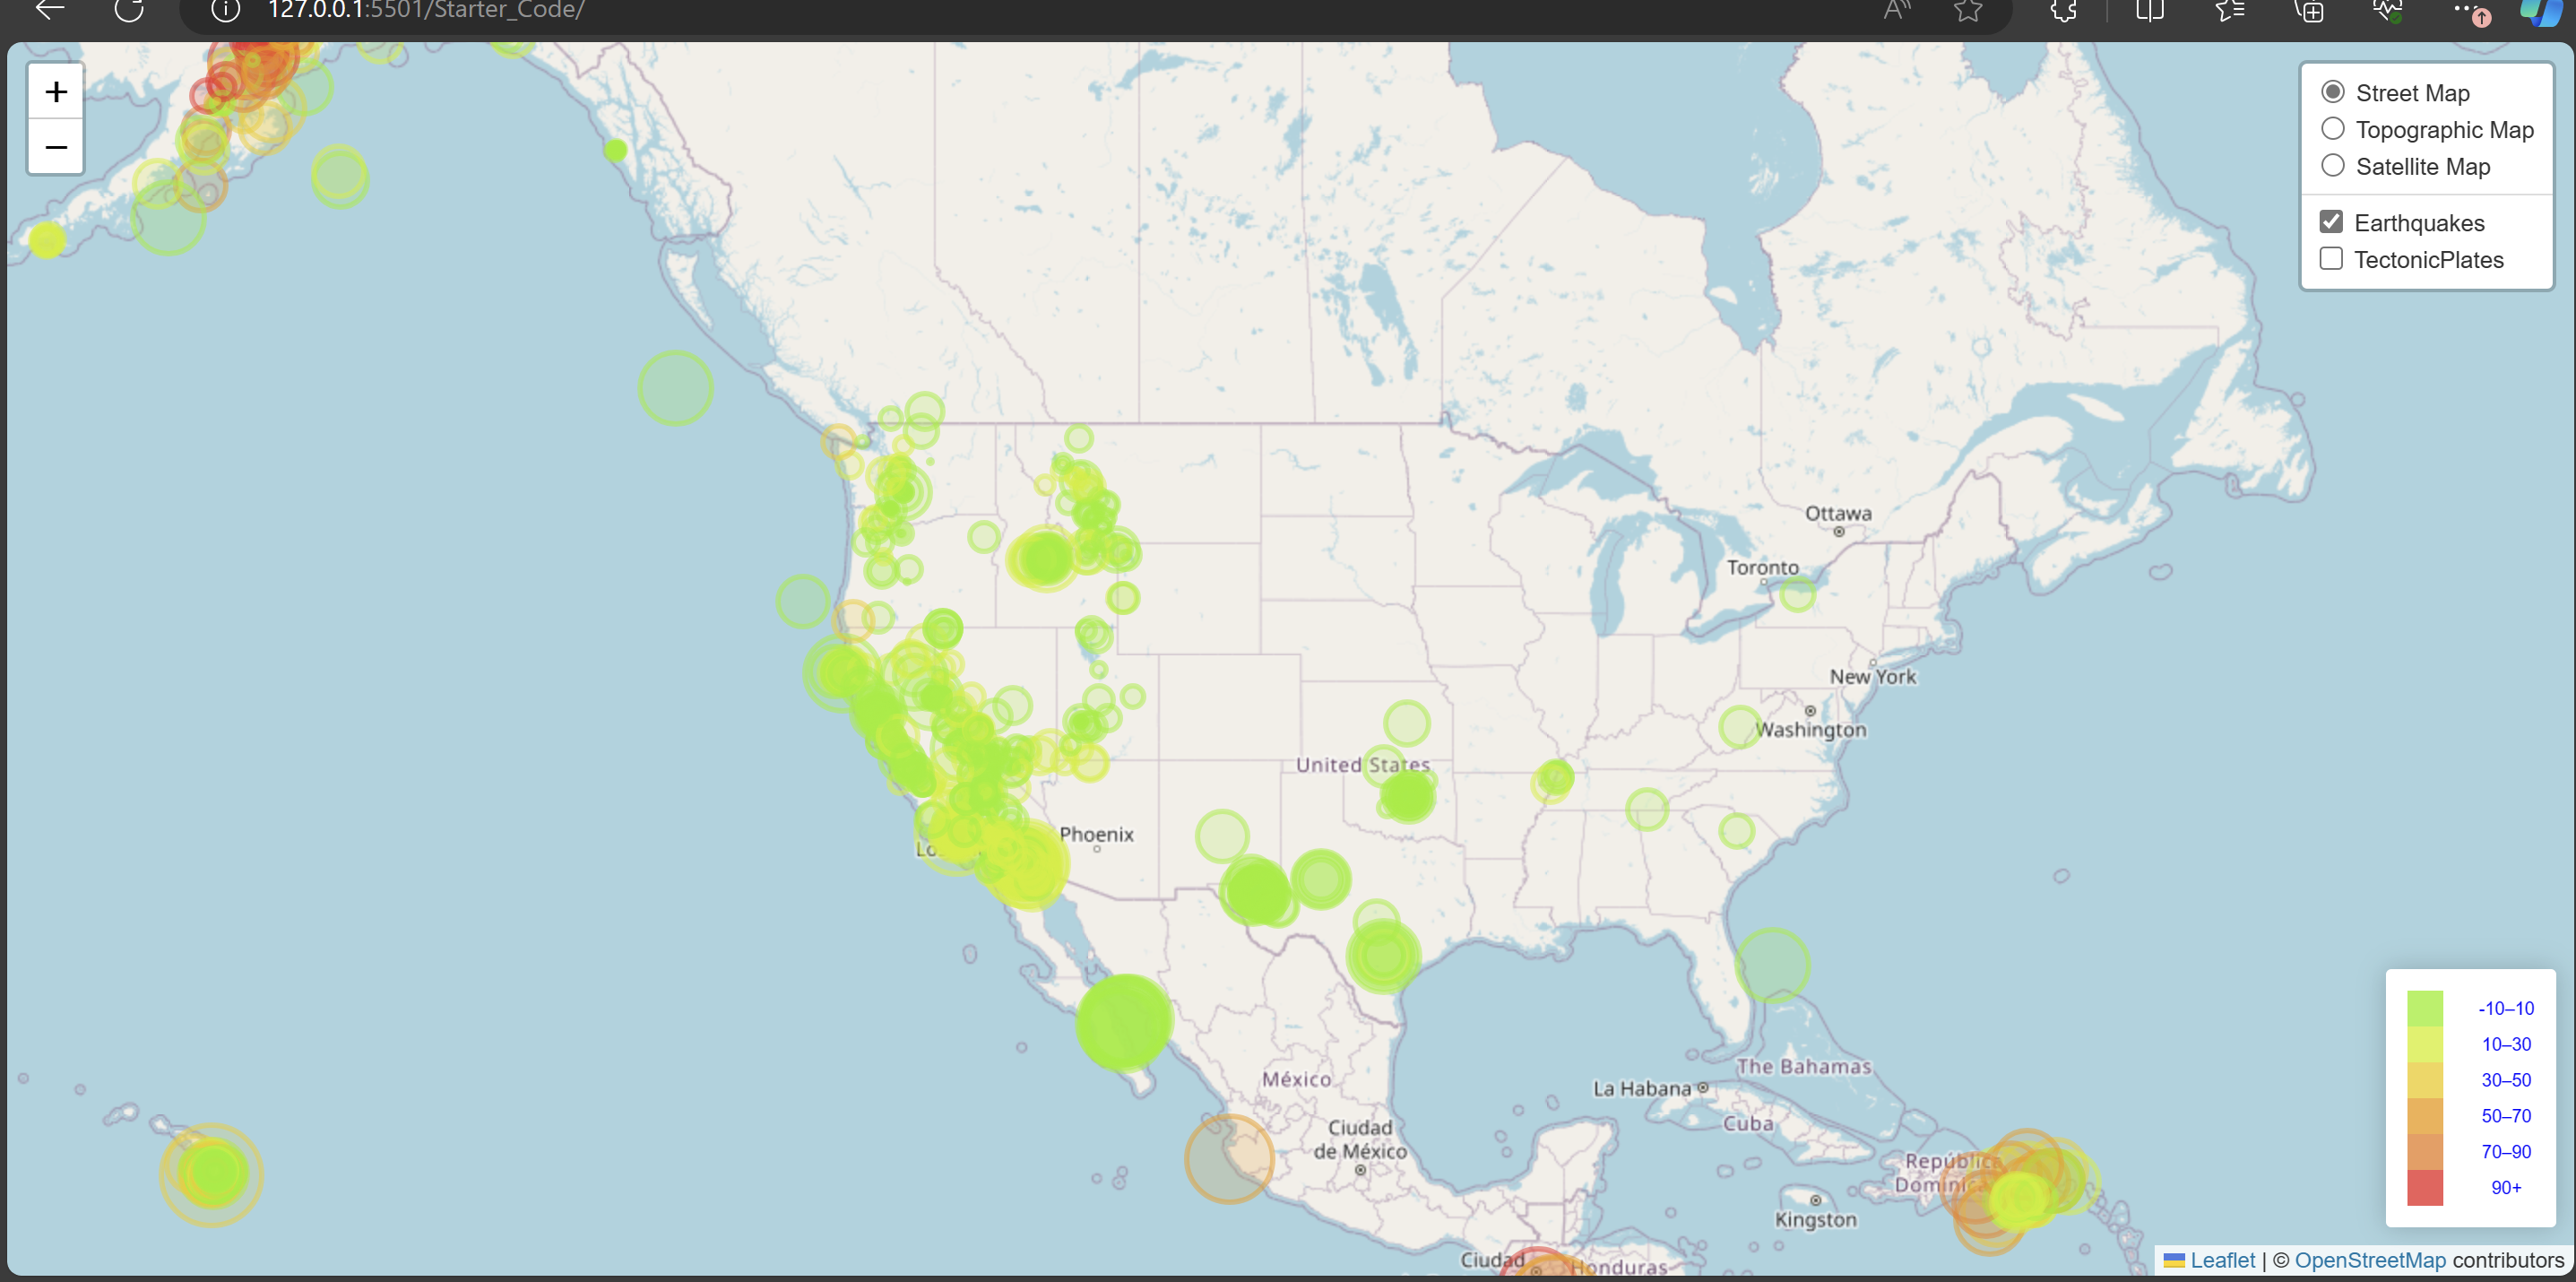 127.0.0.1:5501/Starter_Code/
+
−
Street Map
Topographic Map
Satellite Map
Earthquakes
TectonicPlates
Ottawa
Toronto
New York
Washington
United States
Phoenix
Lo
The Bahamas
La Habana
México
Cuba
Ciudad
de México
República
Dominica
Kingston
Ciudad
Honduras
-10–10
10–30
30–50
50–70
70–90
90+
Leaflet | © OpenStreetMap contributors